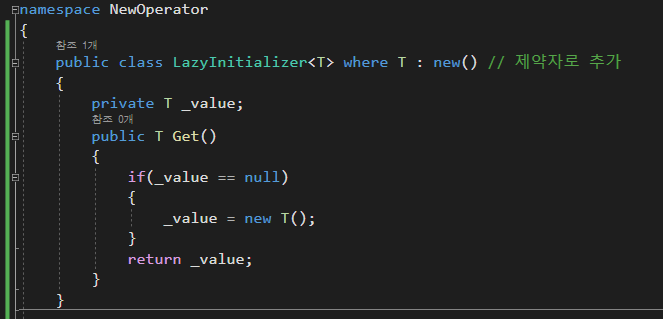 namespace NewOperator
{
참조 1개
public class LazyInitializer<T> where T : new() // 제약자로 추가
{
private T _value;
참조 0개
public T Get()
{
if(_value == null)
{
_value = new T();
}
return _value;
}
}